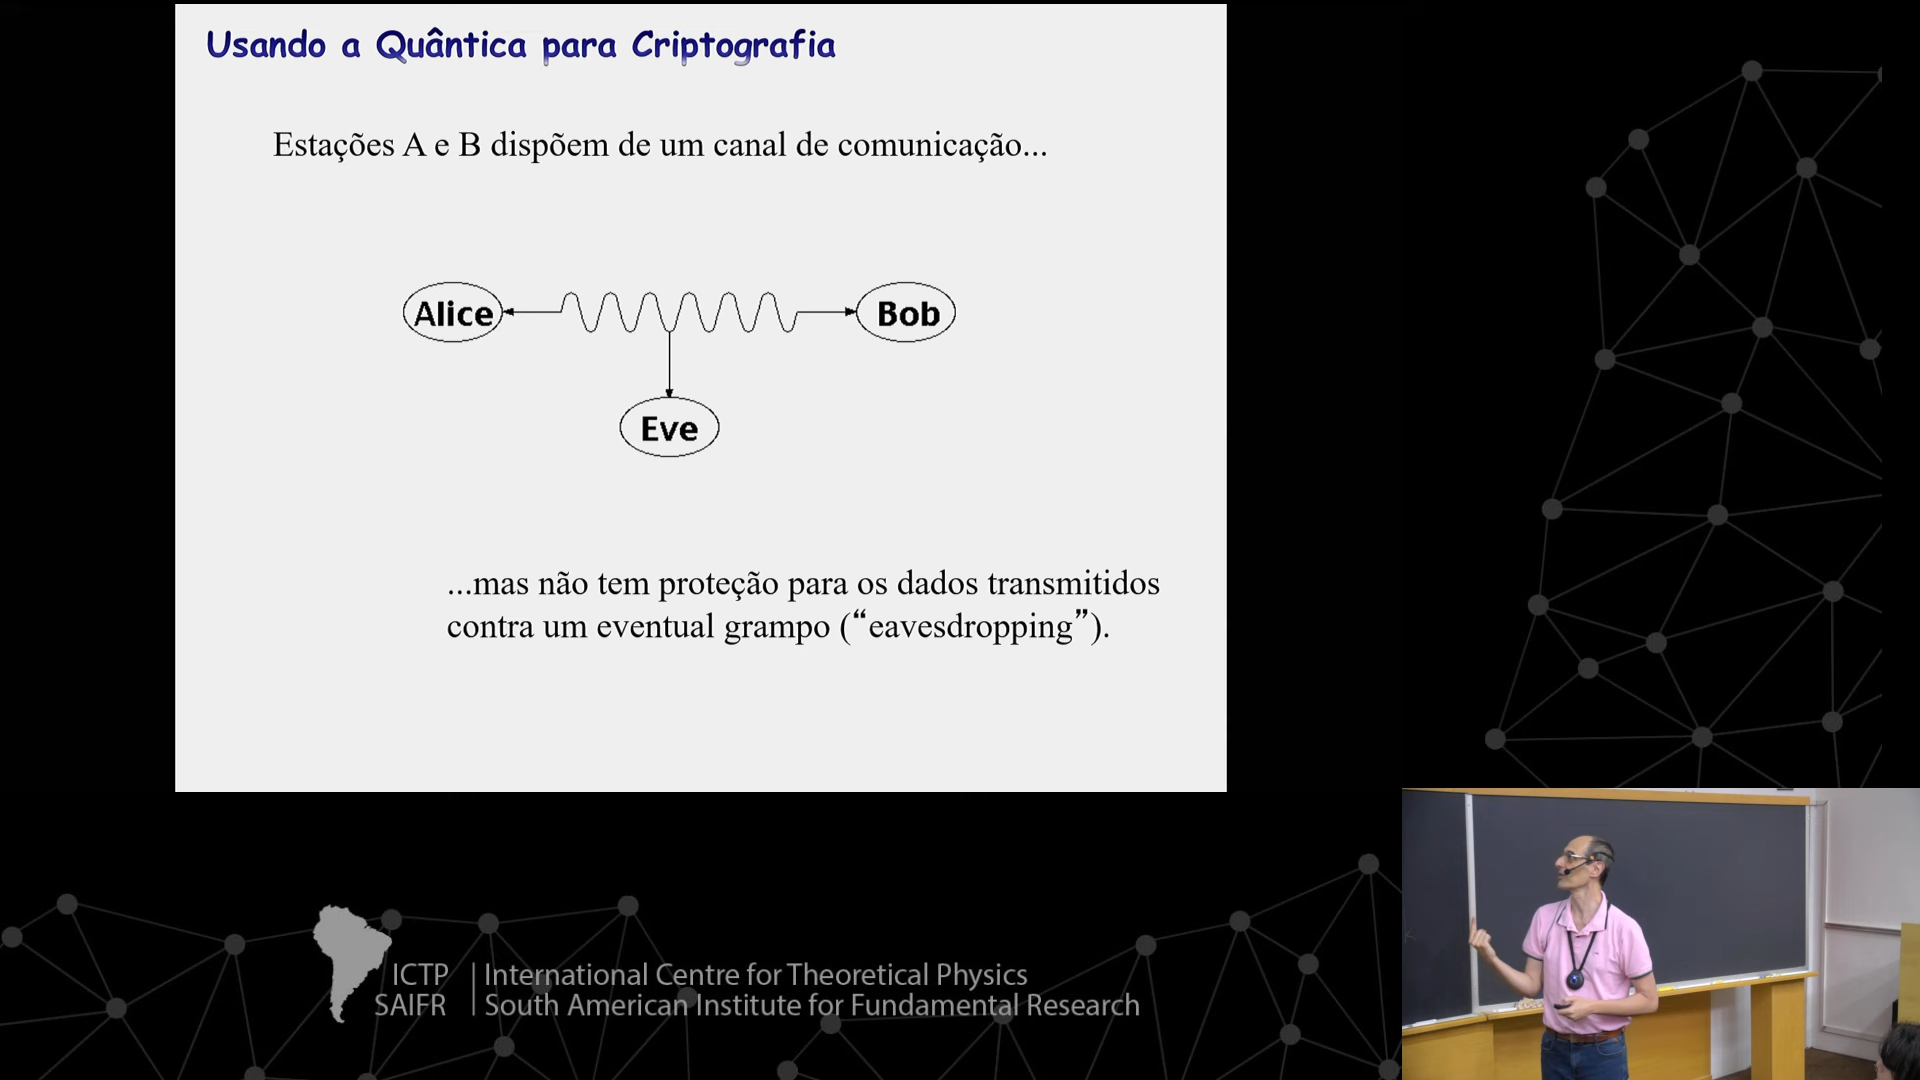 Usando a Quântica para Criptografia
Estações A e B dispõem de um canal de comunicação...
Alice
Bob
Eve
...mas não tem proteção para os dados transmitidos
contra um eventual grampo (“eavesdropping”).
ICTP | International Centre for Theoretical Physics
SAIFR | South American Institute for Fundamental Research